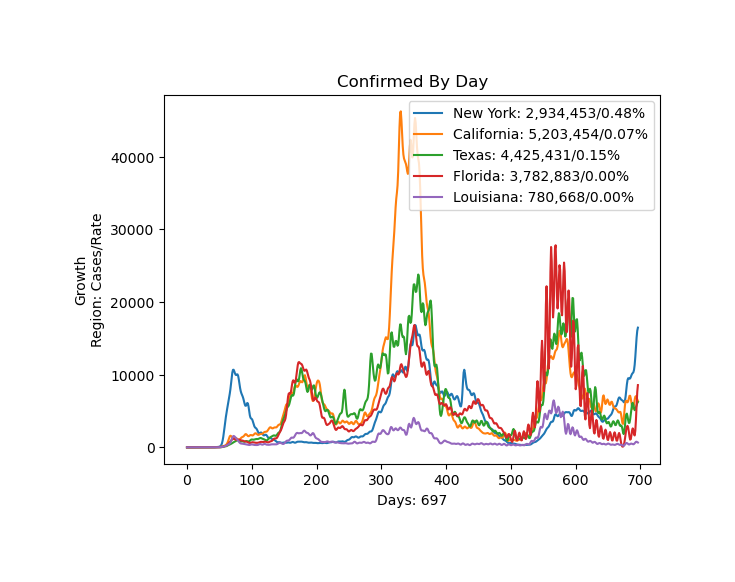 Confirmed By Day
New York: 2,934,453/0.48%
California: 5,203,454/0.07%
Texas: 4,425,431/0.15%
Florida: 3,782,883/0.00%
Louisiana: 780,668/0.00%
Growth
Region: Cases/Rate
40000
30000
20000
10000
0
0 100 200 300 400 500 600 700
Days: 697